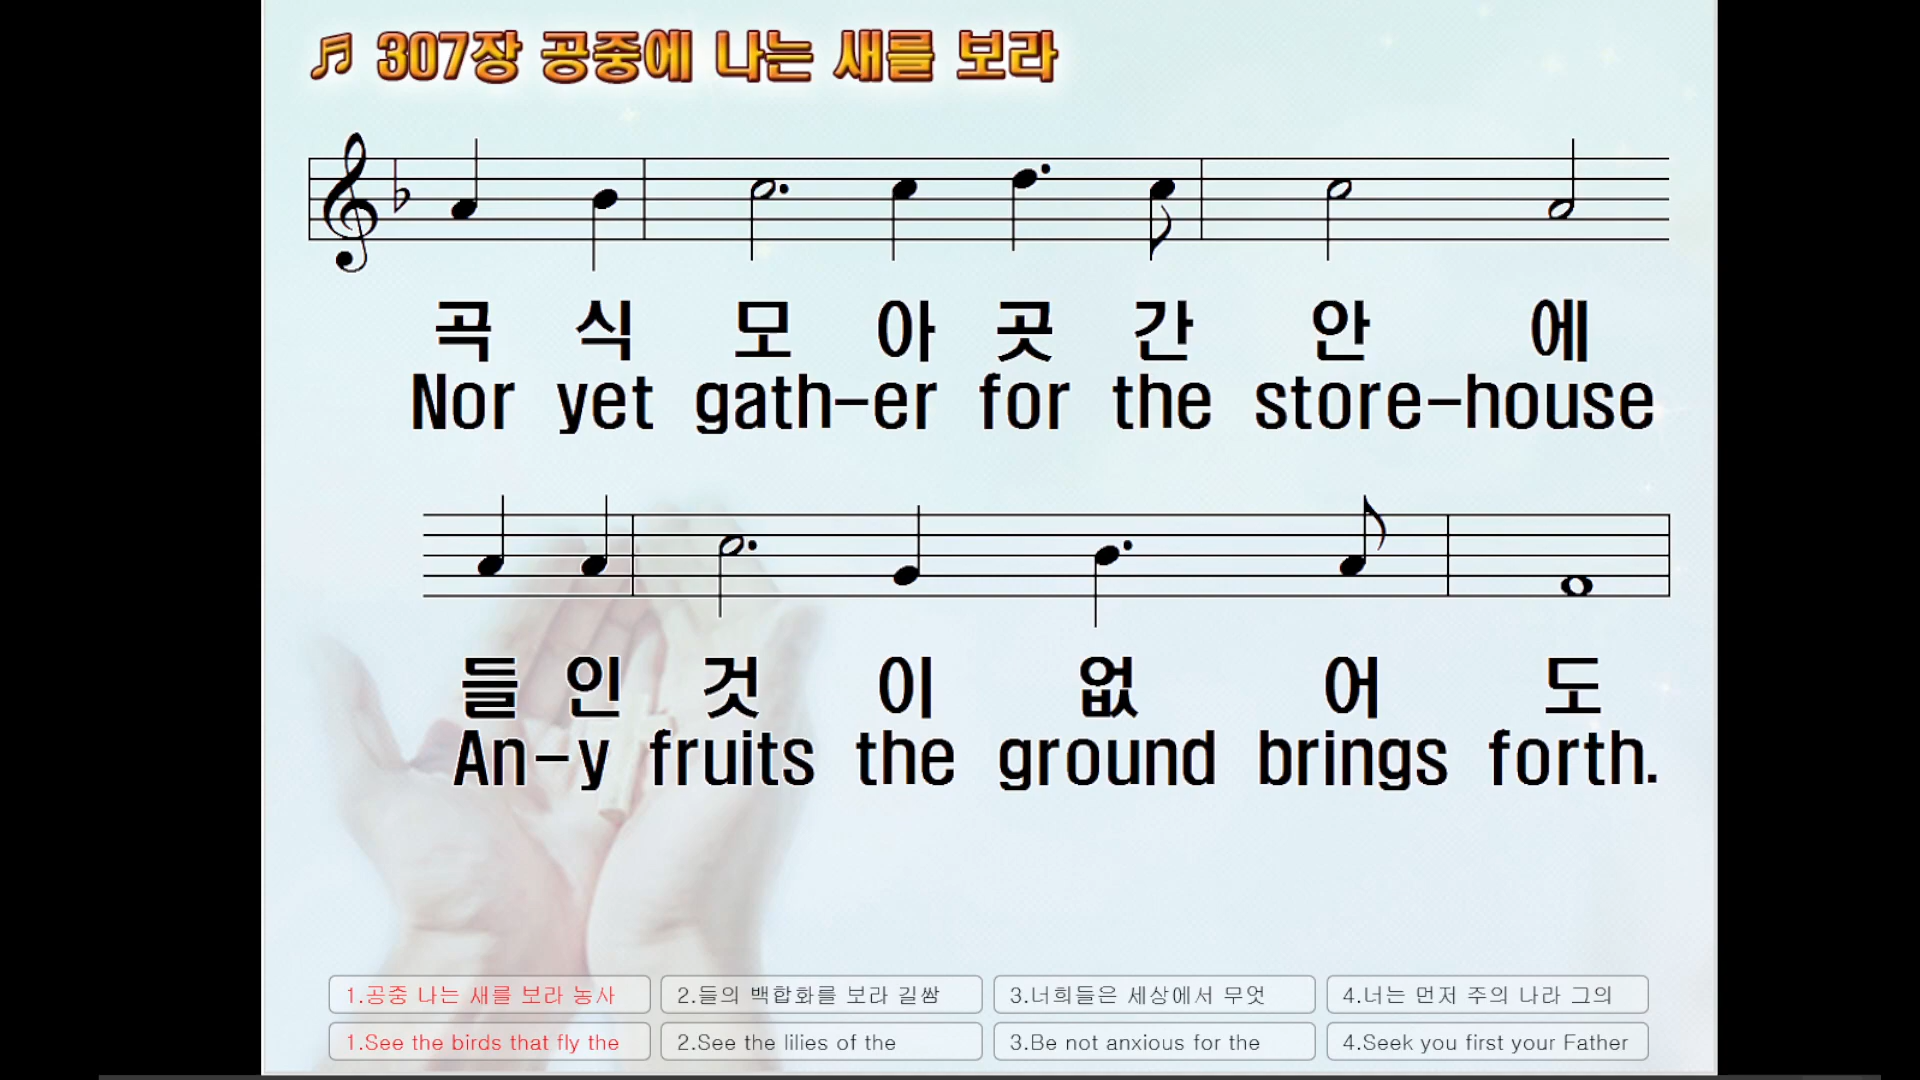 307장 공중에 나는 새를 보라
곡 식 모 아 곳 간 안 에
Nor yet gath-er for the store-house
들 인 것 이 없 어 도
An-y fruits the ground brings forth.
1.공중 나는 새를 보라 농사 2.들의 백합화를 보라 길쌈 3.너희들은 세상에서 무엇 4.너는 먼저 주의 나라 그의
1.See the birds that fly the 2.See the lilies of the 3.Be not anxious for the 4.Seek you first your Father